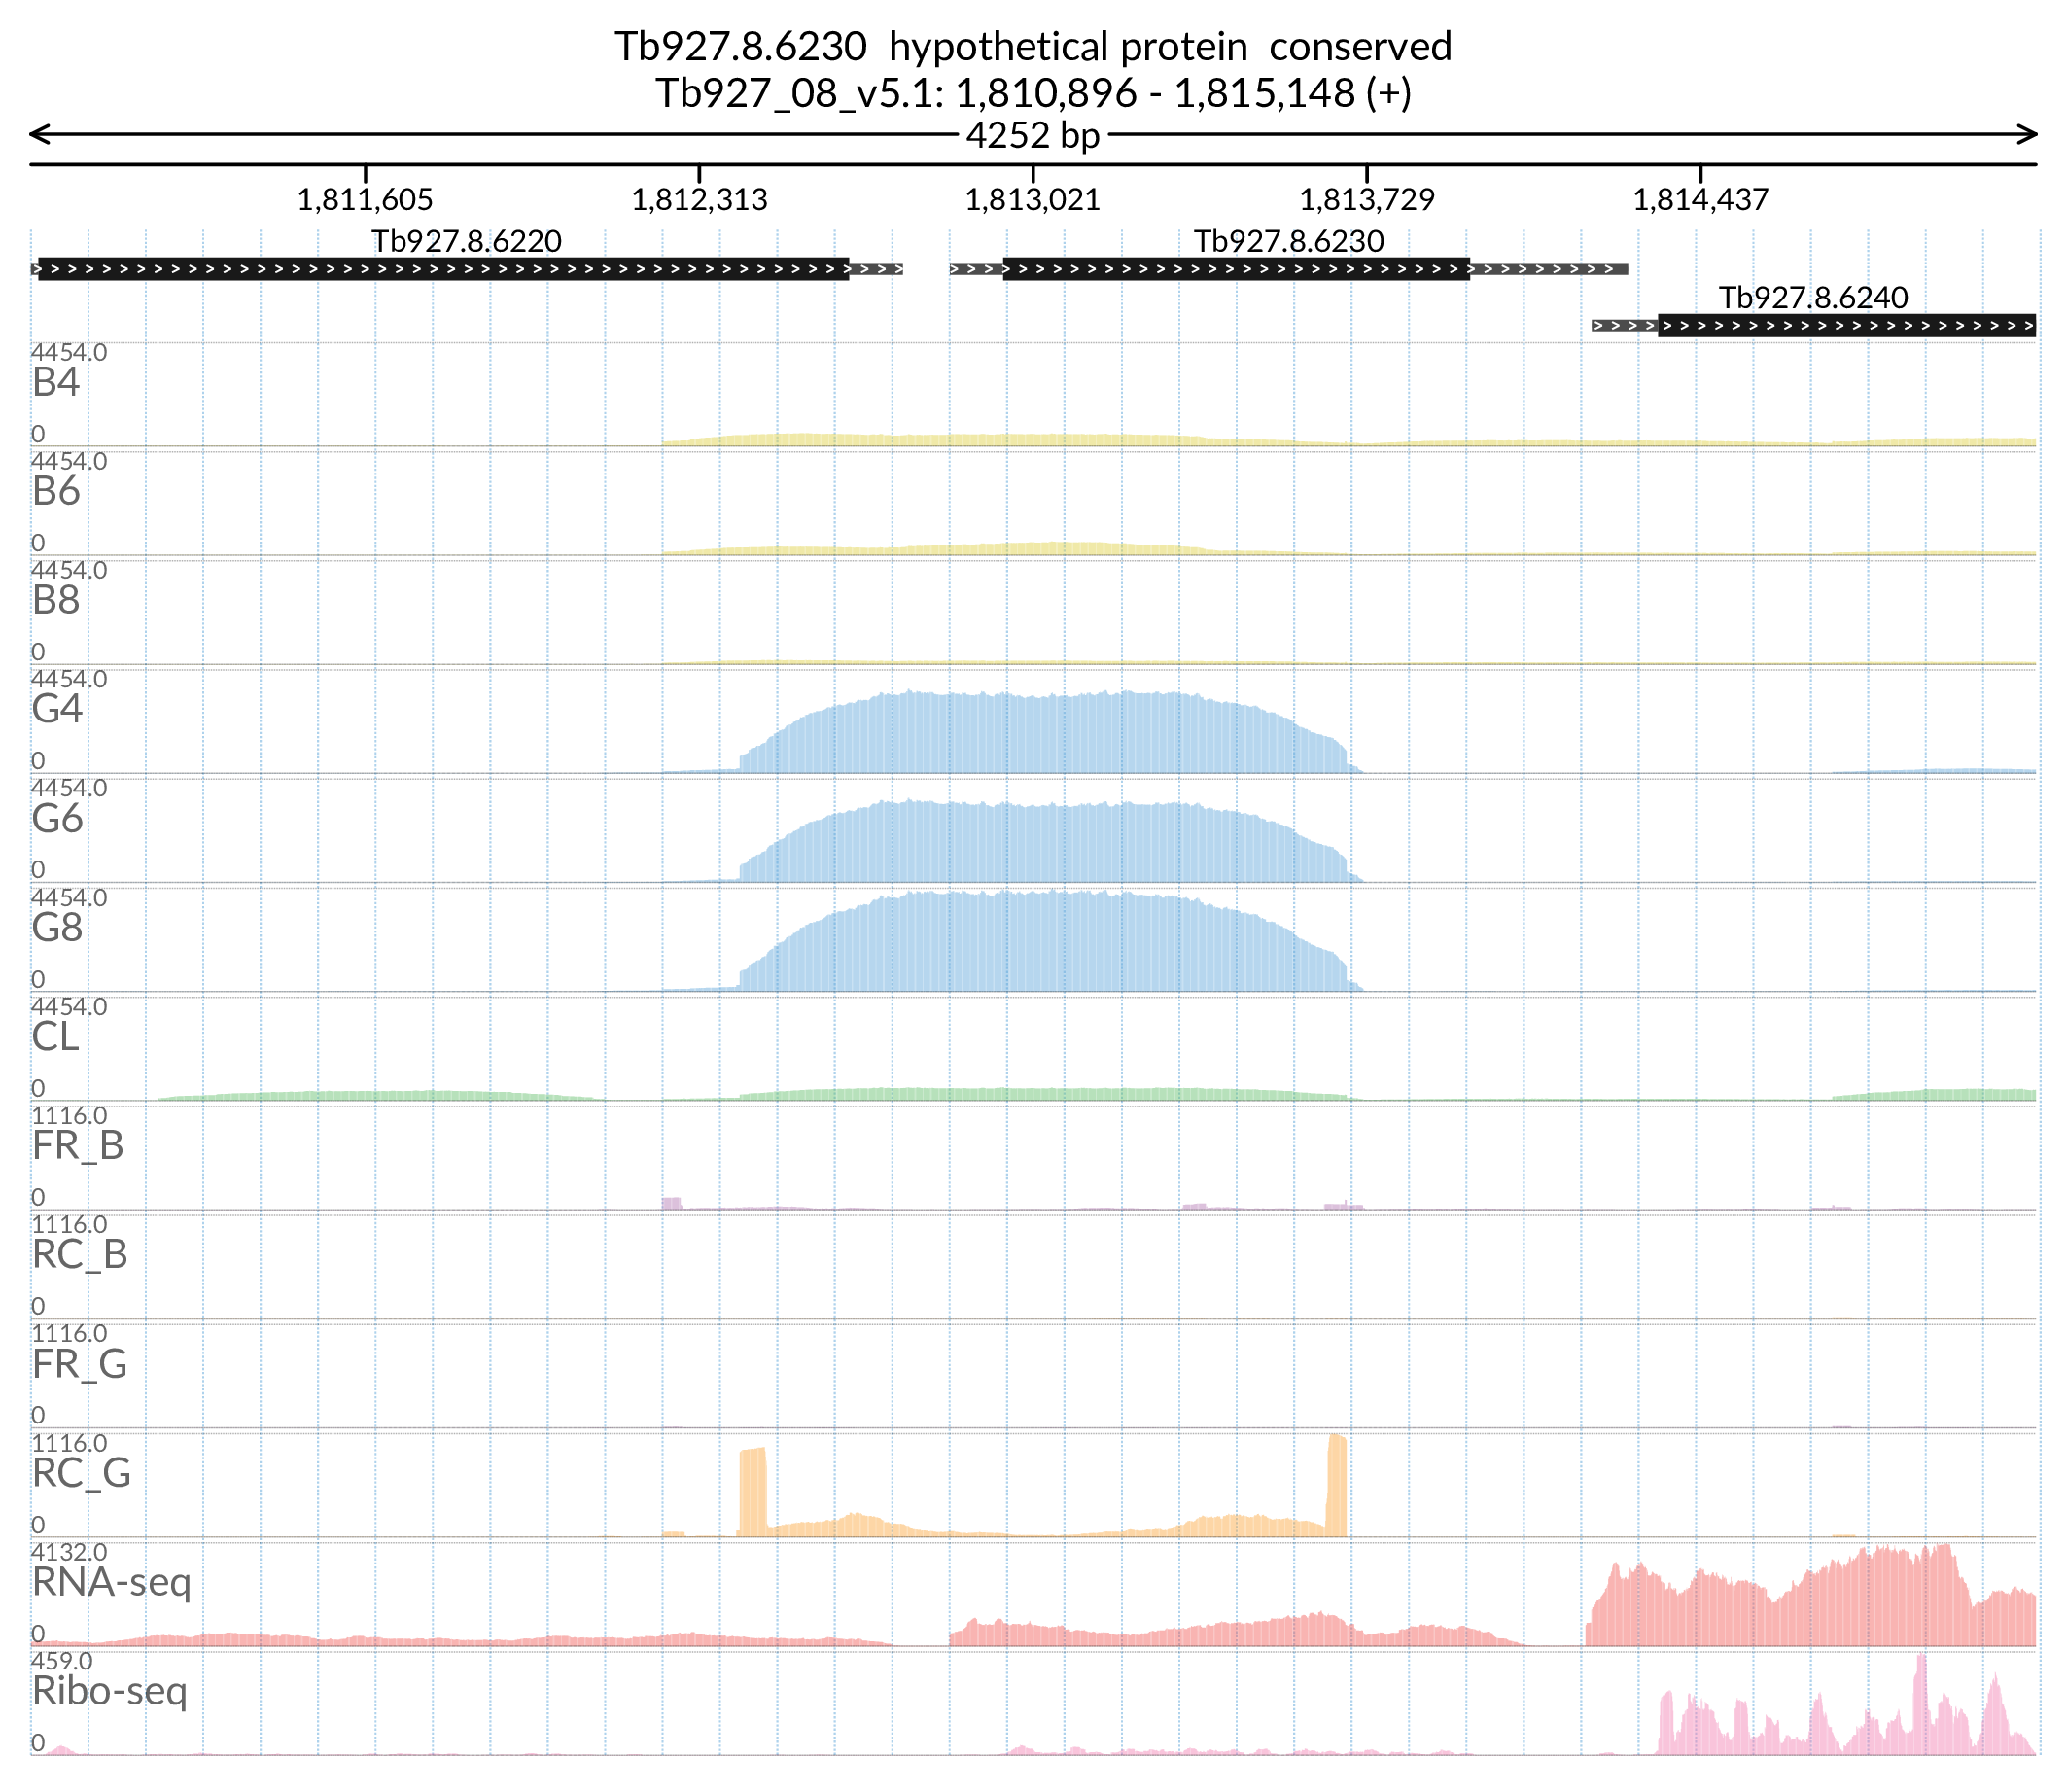 Tb927.8.6230 hypothetical protein conserved
Tb927_08_v5.1: 1,810,896 - 1,815,148 (+)
4252 bp
1,811,605 1,812,313 1,813,021 1,813,729 1,814,437
Tb927.8.6220 Tb927.8.6230
Tb927.8.6240
4454.0
B4
0
4454.0
B6
0
4454.0
B8
0
4454.0
G4
0
4454.0
G6
0
4454.0
G8
0
4454.0
CL
0
1116.0
FR_B
0
1116.0
RC_B
0
1116.0
FR_G
0
1116.0
RC_G
0
4132.0
RNA-seq
0
459.0
Ribo-seq
0